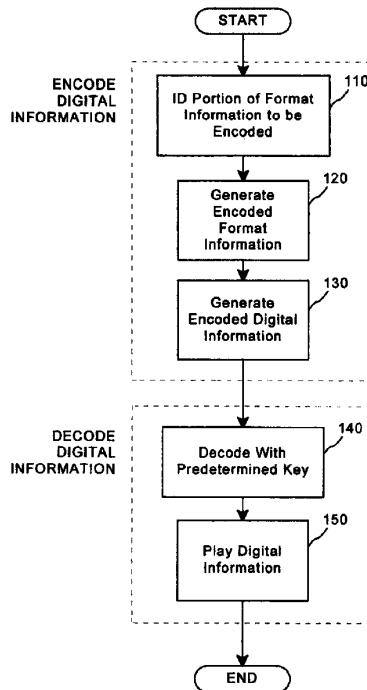 START
ENCODE
DIGITAL
INFORMATION
110
ID Portion of Format
Information to be
Encoded
120
Generate
Encoded
Format
Information
130
Generate
Encoded Digital
Information
DECODE
DIGITAL
INFORMATION
140
Decode With
Predetermined Key
150
Play Digital
Information
END